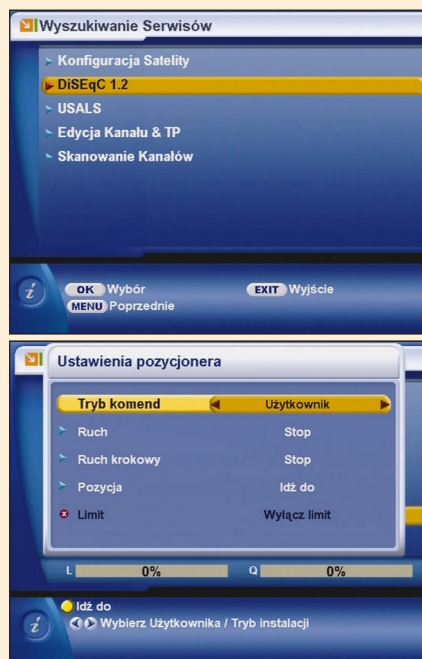 Wyszukiwanie Serwisów
Konfiguracja Satelity
DiSEqC 1.2
USALS
Edycja Kanału & TP
Skanowanie Kanałów
OK Wybór
EXIT Wyjście
MENU Poprzednie
Ustawienia pozycjonera
Tryb komend Użytkownik
Ruch Stop
Ruch krokowy Stop
Pozycja Idź do
Limit Wyłącz limit
L 0% Q 0%
Idź do
Wybierz Użytkownika / Tryb instalacji